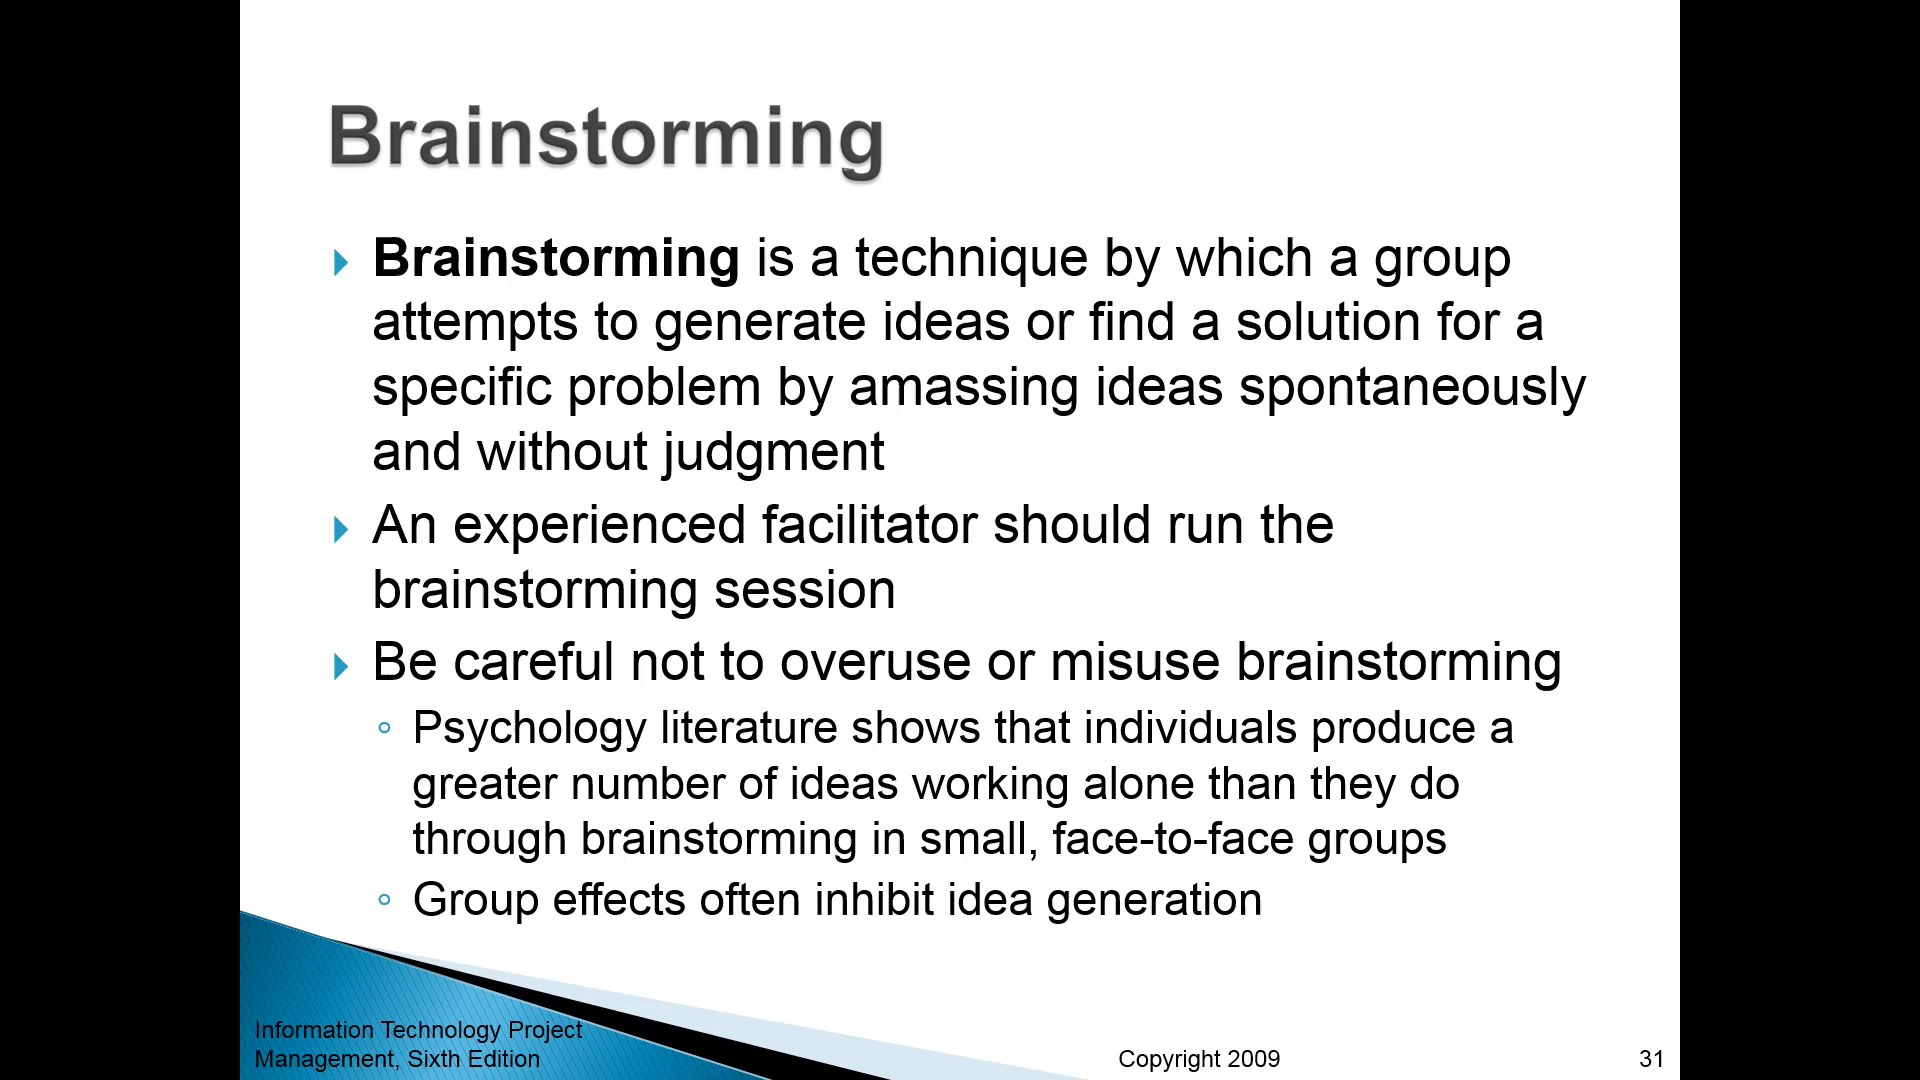 Brainstorming
Brainstorming is a technique by which a group
attempts to generate ideas or find a solution for a
specific problem by amassing ideas spontaneously
and without judgment
An experienced facilitator should run the
brainstorming session
Be careful not to overuse or misuse brainstorming
Psychology literature shows that individuals produce a
greater number of ideas working alone than they do
through brainstorming in small, face-to-face groups
Group effects often inhibit idea generation
Information Technology Project
Management, Sixth Edition
Copyright 2009
31